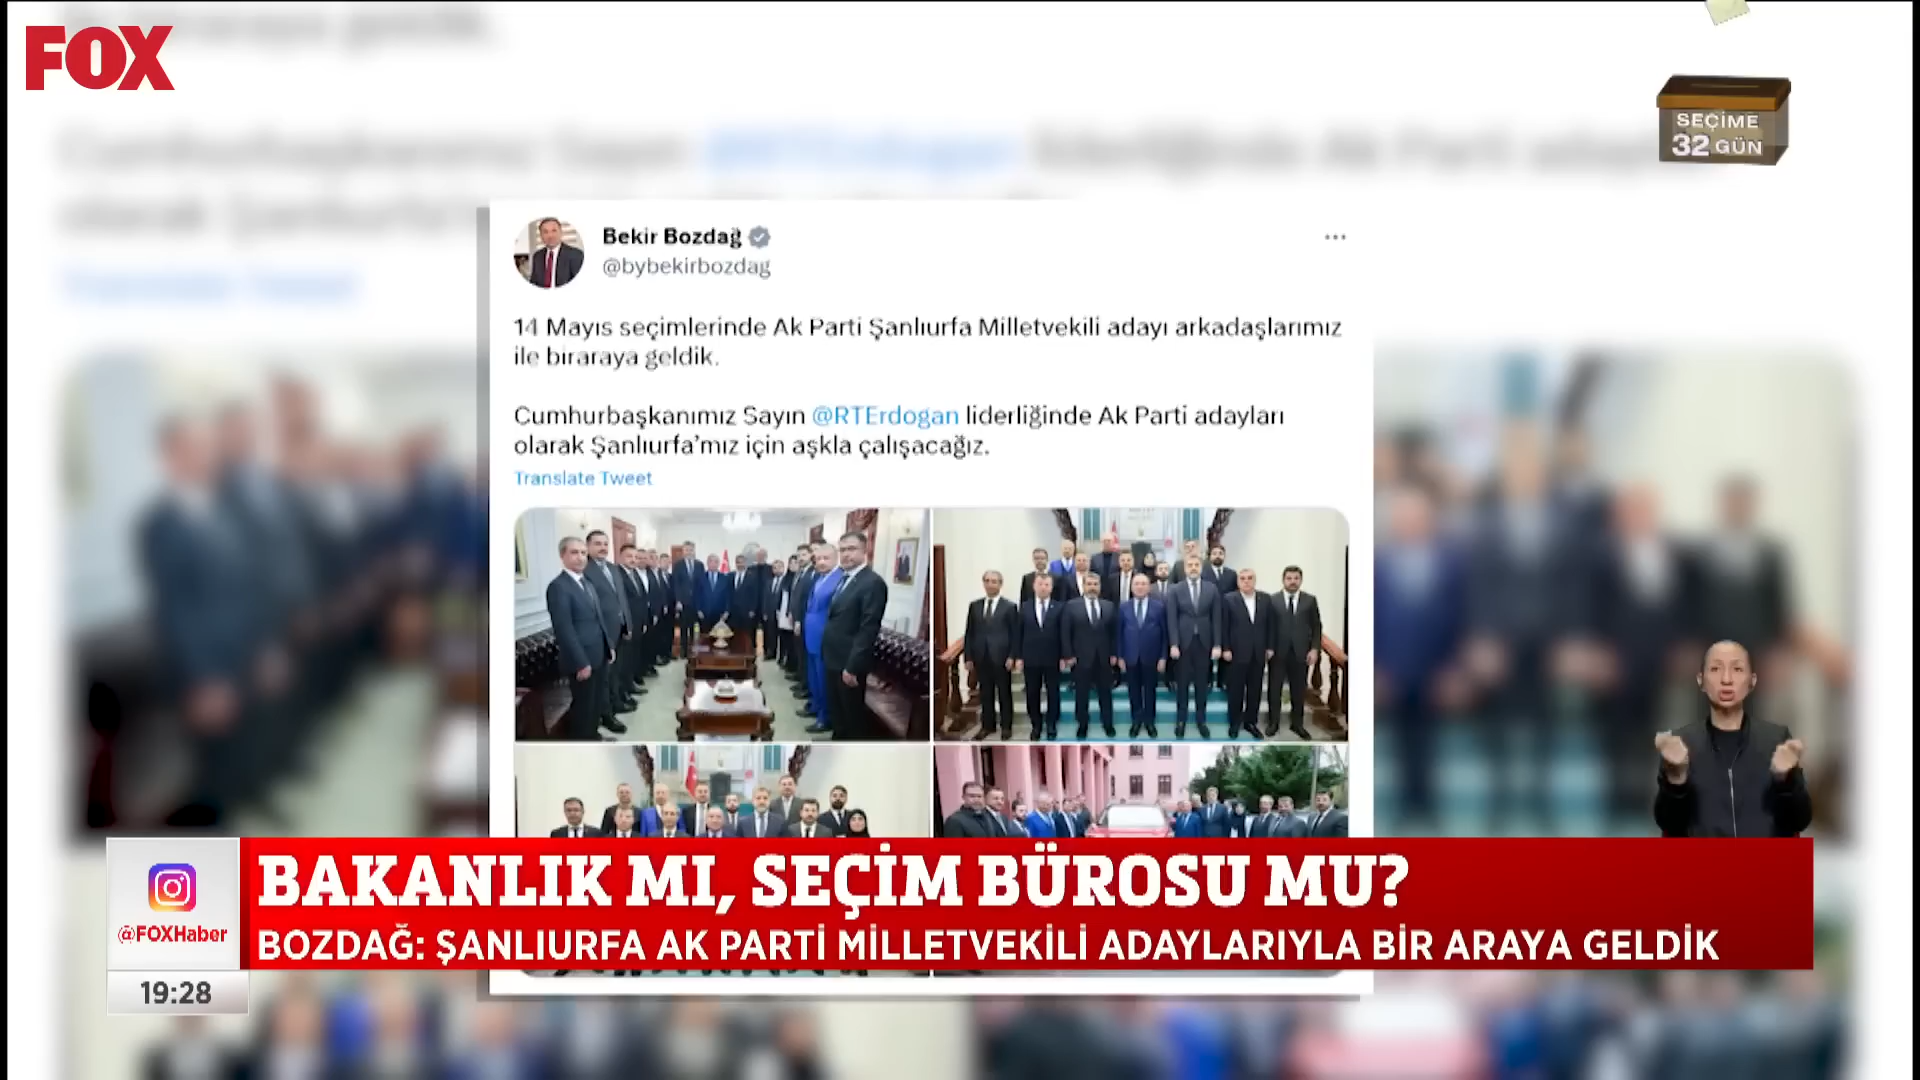 FOX
SEÇİME
32 GÜN
Bekir Bozdağ
@bybekirbozdag
14 Mayıs seçimlerinde Ak Parti Şanlıurfa Milletvekili adayı arkadaşlarımız
ile biraraya geldik.
Cumhurbaşkanımız Sayın @RTErdogan liderliğinde Ak Parti adayları
olarak Şanlıurfa'mız için aşkla çalışacağız.
Translate Tweet
BAKANLIK MI, SEÇİM BÜROSU MU?
@FOXHaber
BOZDAĞ: ŞANLIURFA AK PARTİ MİLLETVEKİLİ ADAYLARIYLA BİR ARAYA GELDİK
19:28